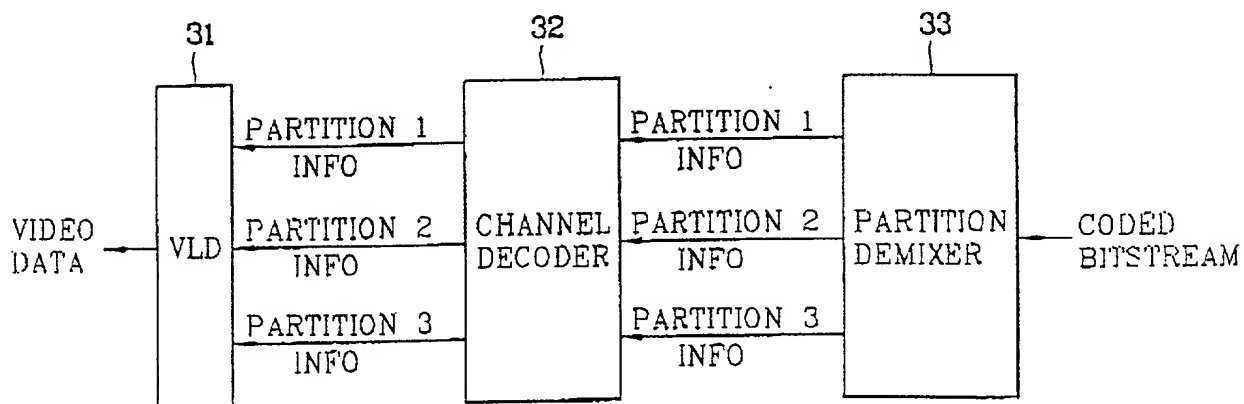 31
32
33
PARTITION 1
INFO
PARTITION 1
INFO
VIDEO
DATA
VLD
PARTITION 2
INFO
CHANNEL
DECODER
PARTITION 2
INFO
PARTITION
DEMIXER
CODED
BITSTREAM
PARTITION 3
INFO
PARTITION 3
INFO